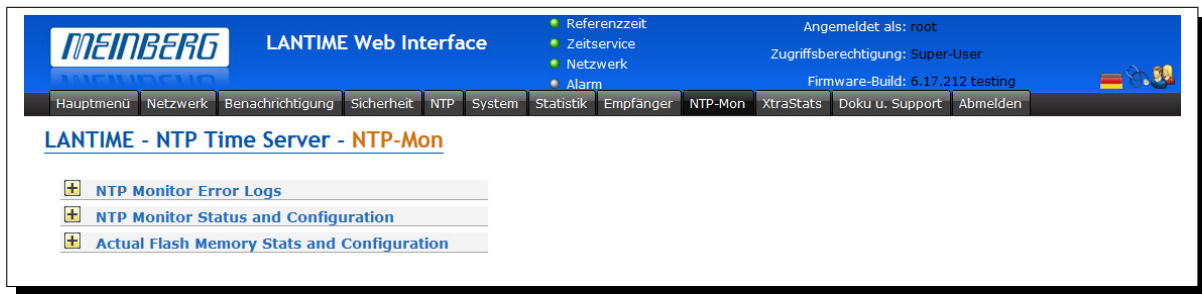 MEINBERG
LANTIME Web Interface
Referenzzeit
Zeitservice
Netzwerk
Alarm
Angemeldet als: root
Zugriffsberechtigung: Super-User
Firmware-Build: 6.17.212 testing
Hauptmenü Netzwerk Benachrichtigung Sicherheit NTP System Statistik Empfänger NTP-Mon XtraStats Doku u. Support Abmelden
LANTIME - NTP Time Server - NTP-Mon
NTP Monitor Error Logs
NTP Monitor Status and Configuration
Actual Flash Memory Stats and Configuration